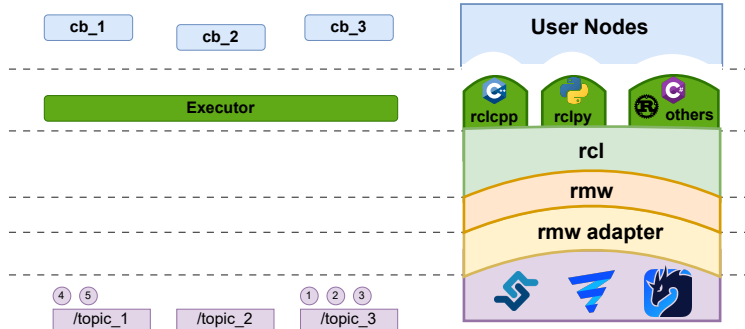 cb_1
cb_2
cb_3
User Nodes
Executor
C++
C#
R
rclcpp
rclpy
others
rcl
rmw
rmw adapter
4 5
1 2 3
/topic_1
/topic_2
/topic_3